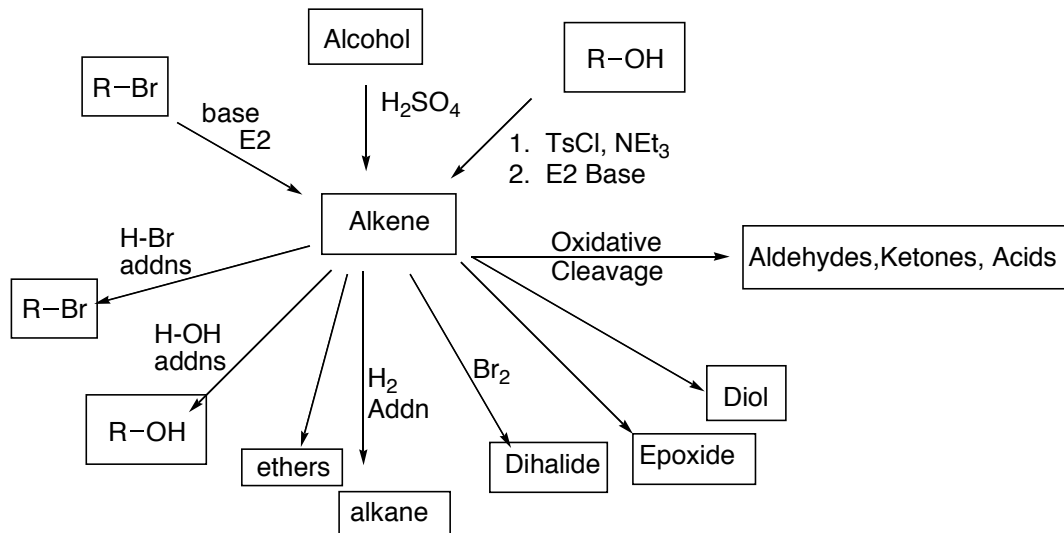 Alcohol
R–OH
R–Br
H₂SO₄
base
E2
1. TsCl, NEt₃
2. E2 Base
Alkene
H-Br
addns
Oxidative
Cleavage
Aldehydes,Ketones, Acids
R–Br
H-OH
addns
H₂
Addn
Br₂
Diol
R–OH
ethers
Dihalide
Epoxide
alkane